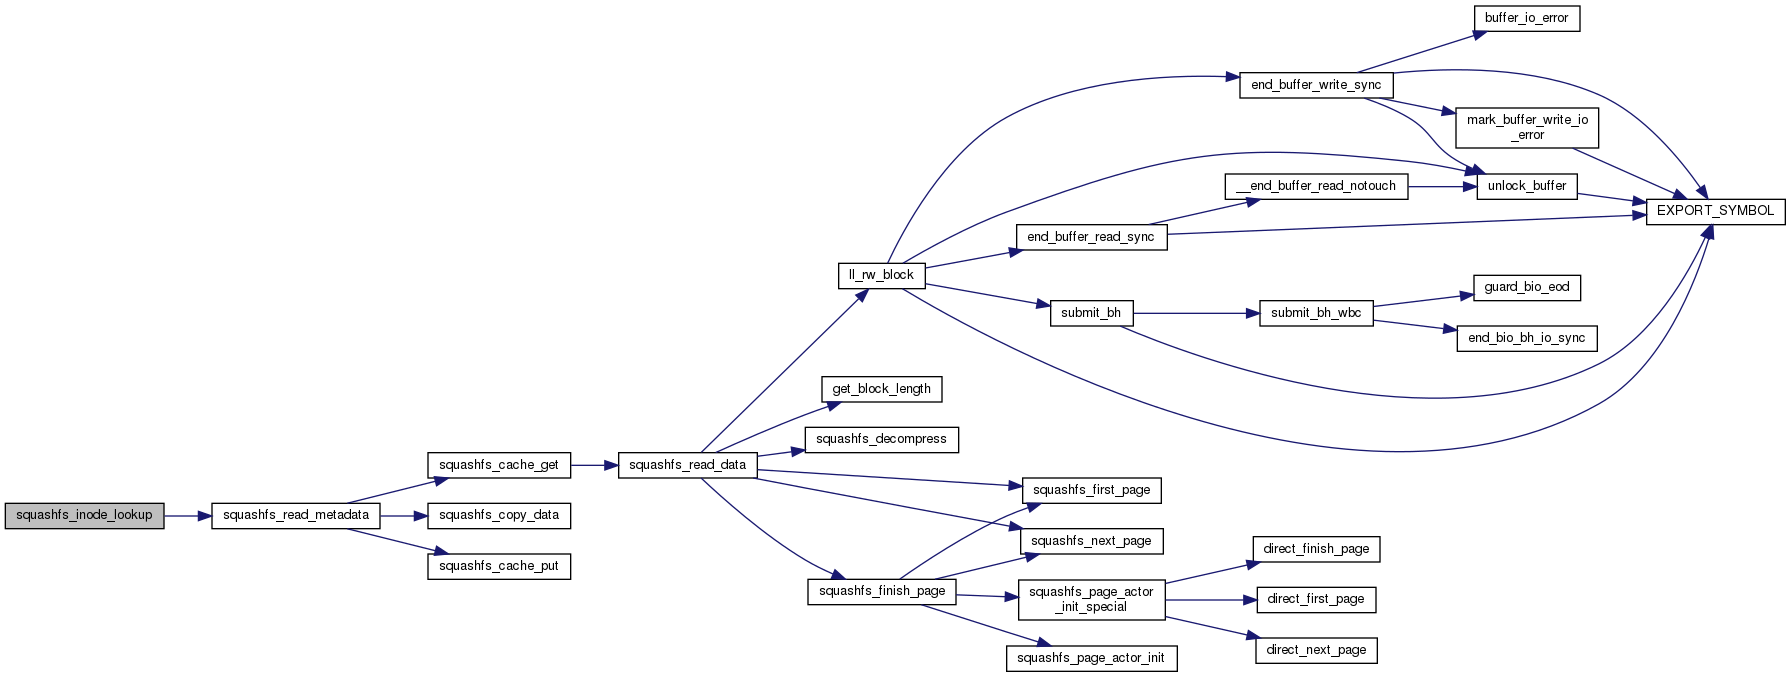 buffer_io_error
end_buffer_write_sync
mark_buffer_write_io
_error
__end_buffer_read_notouch
unlock_buffer
EXPORT_SYMBOL
end_buffer_read_sync
ll_rw_block
guard_bio_eod
submit_bh
submit_bh_wbc
end_bio_bh_io_sync
get_block_length
squashfs_decompress
squashfs_cache_get
squashfs_read_data
squashfs_first_page
squashfs_inode_lookup
squashfs_read_metadata
squashfs_copy_data
squashfs_next_page
direct_finish_page
squashfs_cache_put
squashfs_finish_page
squashfs_page_actor
_init_special
direct_first_page
direct_next_page
squashfs_page_actor_init